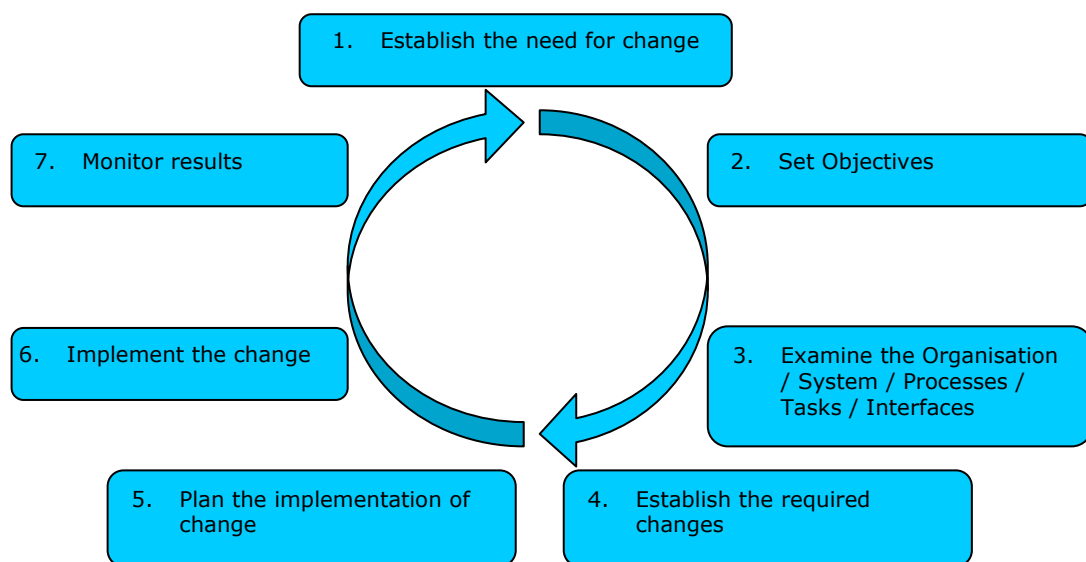 1. Establish the need for change
2. Set Objectives
3. Examine the Organisation
/ System / Processes /
Tasks / Interfaces
4. Establish the required
changes
5. Plan the implementation of
change
6. Implement the change
7. Monitor results